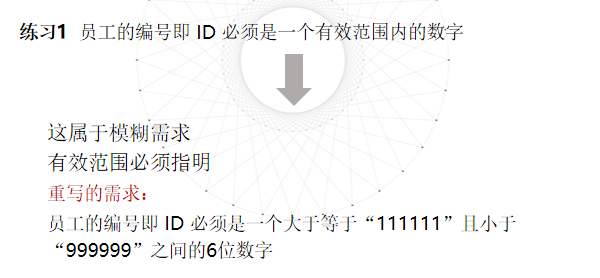 练习1 员工的编号即 ID 必须是一个有效范围内的数字
这属于模糊需求
有效范围必须指明
重写的需求：
员工的编号即 ID 必须是一个大于等于“111111”且小于
“999999”之间的6位数字